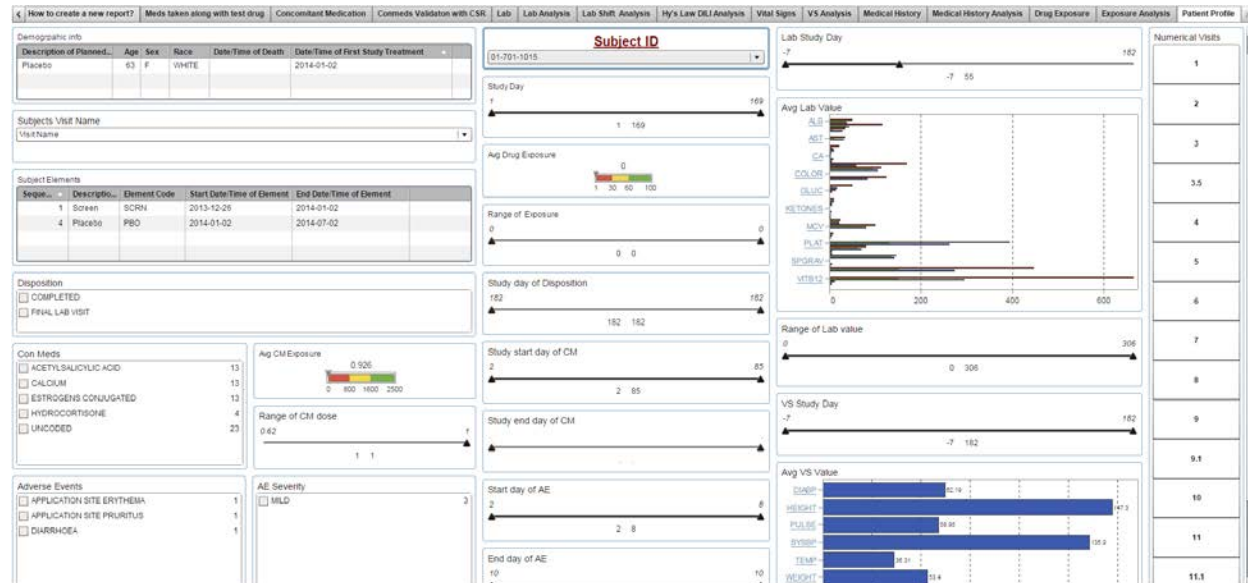 How to create a new report? Meds taken along with test drug Concomitant Medication Conmeds Validaton with CSR Lab Lab Analysis Lab Shift Analysis Hy's Law DILI Analysis Vital Signs VS Analysis Medical History Medical History Analysis Drug Exposure Exposure Analysis Patient Profile
Demogrpahic info
Description of Planned... Age Sex Race Date/Time of Death Date/Time of First Study Treatment
Placebo 63 F WHITE 2014-01-02
Subjects Visit Name
VisitName
Subject Elements
Seque... Descriptio... Element Code Start Date/Time of Element End Date/Time of Element
1 Screen SCRN 2013-12-26 2014-01-02
4 Placebo PBO 2014-01-02 2014-07-02
Disposition
COMPLETED
FINAL LAB VISIT
Con Meds
ACETYLSALICYLIC ACID 13
CALCIUM 13
ESTROGENS CONJUGATED 13
HYDROCORTISONE 4
UNCODED 23
Avg CM Exposure
0.926
0 800 1600 2500
Range of CM dose
0.62 1
1 1
Adverse Events
APPLICATION SITE ERYTHEMA 1
APPLICATION SITE PRURITUS 1
DIARRHOEA 1
AE Severity
MILD 3
Subject ID
01-701-1015
Study Day
1 169
1 169
Avg Drug Exposure
0
1 30 60 100
Range of Exposure
0 0
0 0
Study day of Disposition
182 182
182 182
Study start day of CM
2 85
2 85
Study end day of CM
Start day of AE
2 8
2 8
End day of AE
10 10
Lab Study Day
-7 182
-7 55
Avg Lab Value
ALB
AST
CA
COLOR
GLUC
KETONES
MCV
PLAT
SPGRAV
VITB12
0 200 400 600
Range of Lab value
0 306
0 306
VS Study Day
-7 182
-7 182
Avg VS Value
DIABP
HEIGHT 147.3
PULSE
SYSBP
TEMP
WEIGHT
Numerical Visits
1
2
3
3.5
4
5
6
7
8
9
9.1
10
11
11.1